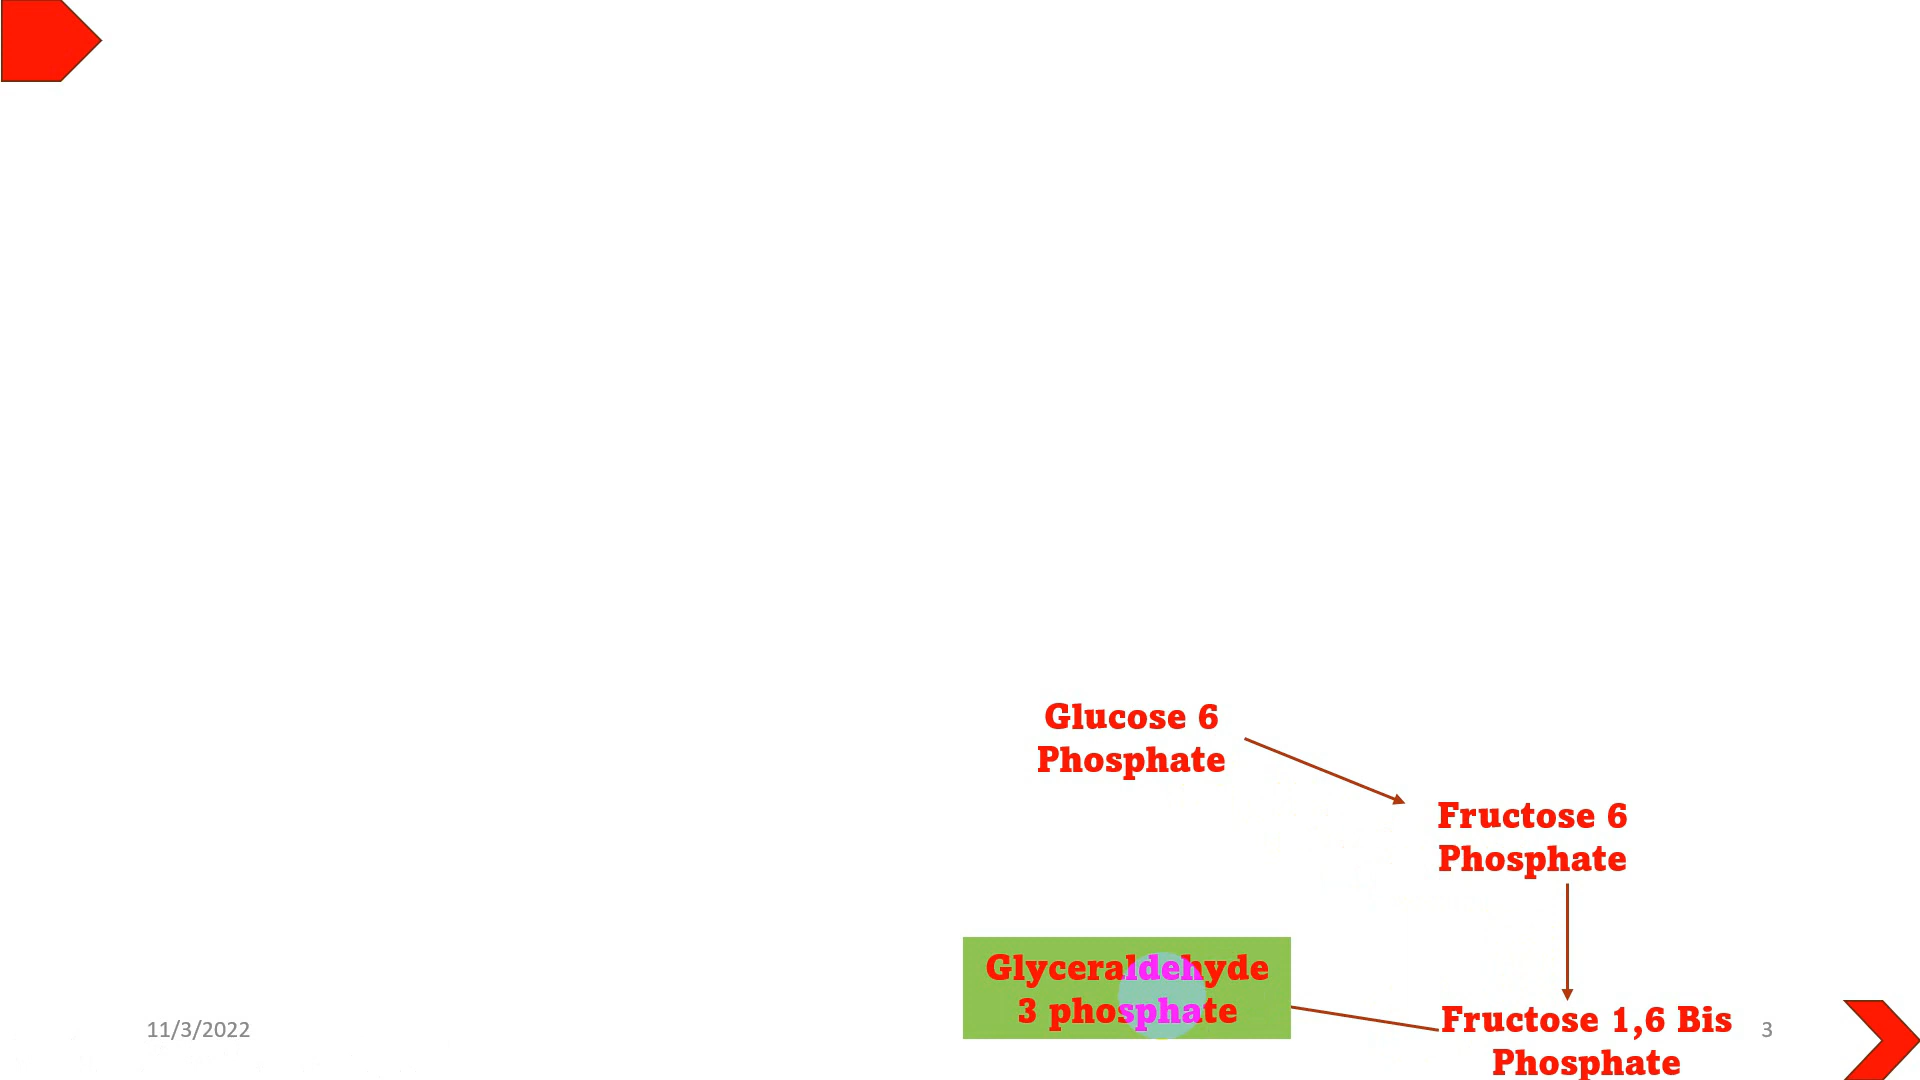 Glucose 6
Phosphate
Fructose 6
Phosphate
Glyceraldehyde
3 phosphate
Fructose 1,6 Bis
Phosphate
11/3/2022
3